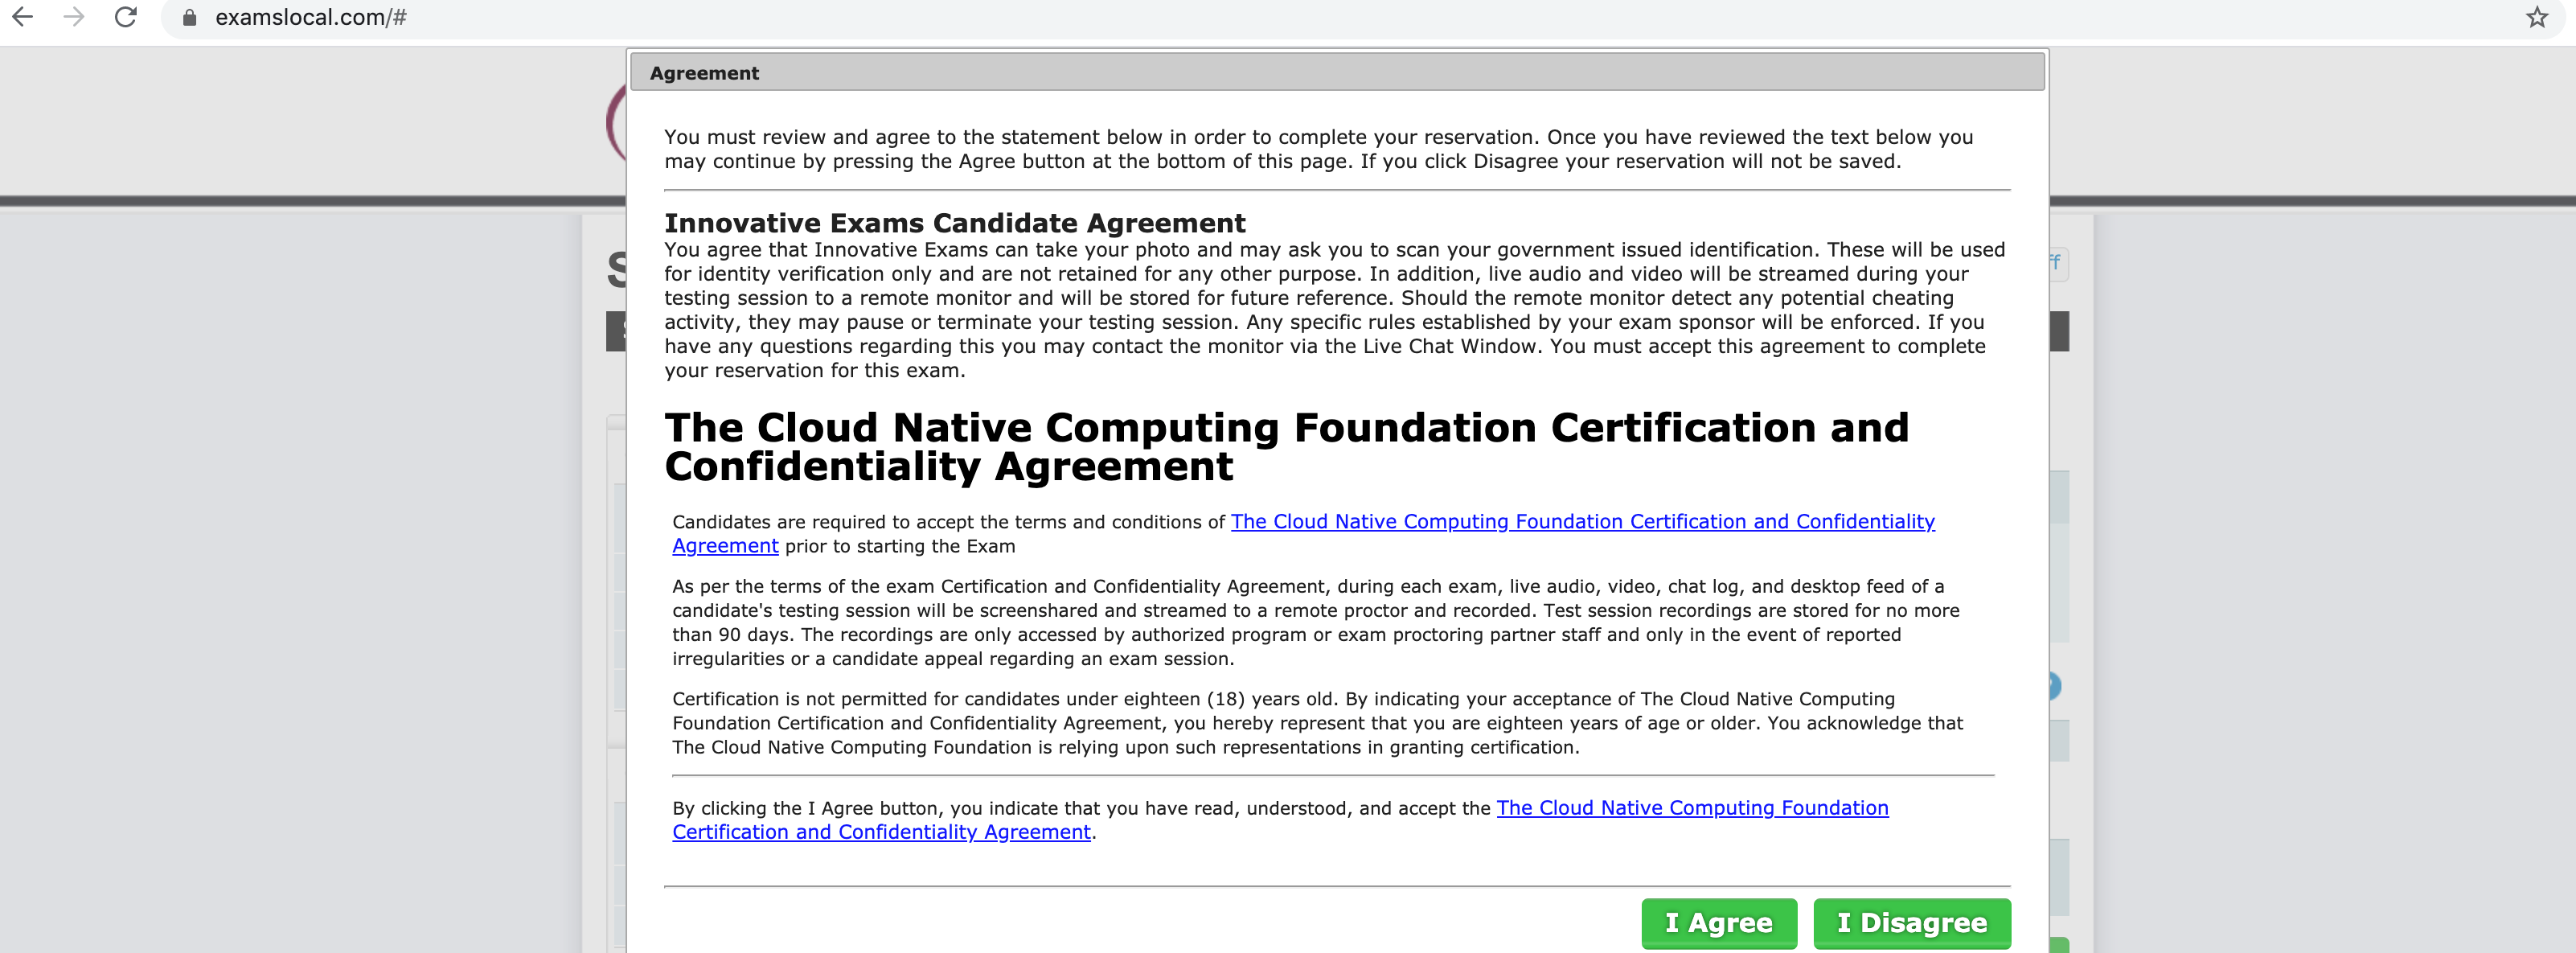 examslocal.com/#
Agreement
You must review and agree to the statement below in order to complete your reservation. Once you have reviewed the text below you
may continue by pressing the Agree button at the bottom of this page. If you click Disagree your reservation will not be saved.
Innovative Exams Candidate Agreement
You agree that Innovative Exams can take your photo and may ask you to scan your government issued identification. These will be used
for identity verification only and are not retained for any other purpose. In addition, live audio and video will be streamed during your
testing session to a remote monitor and will be stored for future reference. Should the remote monitor detect any potential cheating
activity, they may pause or terminate your testing session. Any specific rules established by your exam sponsor will be enforced. If you
have any questions regarding this you may contact the monitor via the Live Chat Window. You must accept this agreement to complete
your reservation for this exam.
The Cloud Native Computing Foundation Certification and
Confidentiality Agreement
Candidates are required to accept the terms and conditions of The Cloud Native Computing Foundation Certification and Confidentiality
Agreement prior to starting the Exam
As per the terms of the exam Certification and Confidentiality Agreement, during each exam, live audio, video, chat log, and desktop feed of a
candidate's testing session will be screenshared and streamed to a remote proctor and recorded. Test session recordings are stored for no more
than 90 days. The recordings are only accessed by authorized program or exam proctoring partner staff and only in the event of reported
irregularities or a candidate appeal regarding an exam session.
Certification is not permitted for candidates under eighteen (18) years old. By indicating your acceptance of The Cloud Native Computing
Foundation Certification and Confidentiality Agreement, you hereby represent that you are eighteen years of age or older. You acknowledge that
The Cloud Native Computing Foundation is relying upon such representations in granting certification.
By clicking the I Agree button, you indicate that you have read, understood, and accept the The Cloud Native Computing Foundation
Certification and Confidentiality Agreement.
I Agree I Disagree